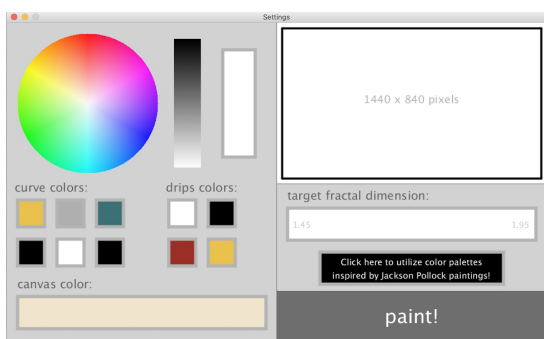 Settings
1440 x 840 pixels
curve colors:
drips colors:
target fractal dimension:
1.45
1.95
Click here to utilize color palettes
inspired by Jackson Pollock paintings!
canvas color:
paint!